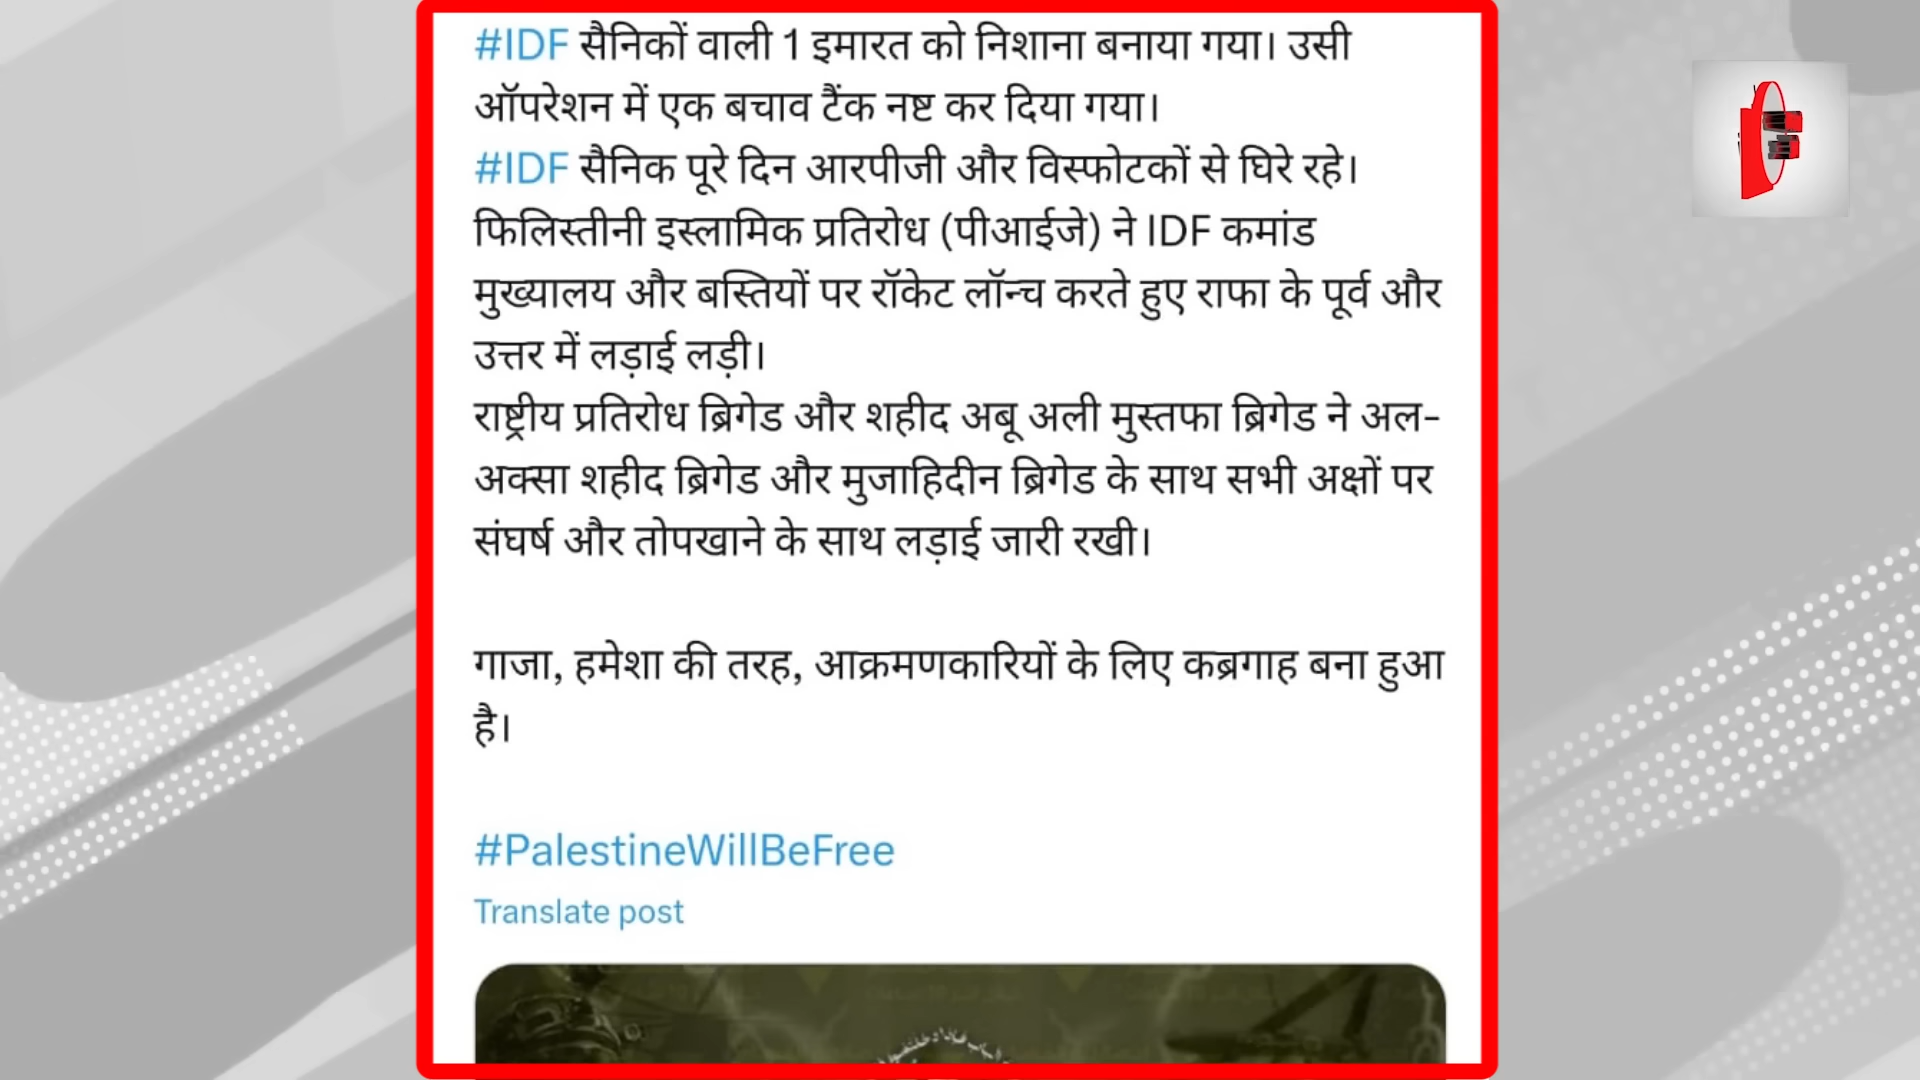 #IDF सैनिकों वाली 1 इमारत को निशाना बनाया गया। उसी
ऑपरेशन में एक बचाव टैंक नष्ट कर दिया गया।
#IDF सैनिक पूरे दिन आरपीजी और विस्फोटकों से घिरे रहे।
फिलिस्तीनी इस्लामिक प्रतिरोध (पीआईजे) ने IDF कमांड
मुख्यालय और बस्तियों पर रॉकेट लॉन्च करते हुए राफा के पूर्व और
उत्तर में लड़ाई लड़ी।
राष्ट्रीय प्रतिरोध ब्रिगेड और शहीद अबू अली मुस्तफा ब्रिगेड ने अल-
अक्सा शहीद ब्रिगेड और मुजाहिदीन ब्रिगेड के साथ सभी अक्षों पर
संघर्ष और तोपखाने के साथ लड़ाई जारी रखी।
गाजा, हमेशा की तरह, आक्रमणकारियों के लिए कब्रगाह बना हुआ
है।
#PalestineWillBeFree
Translate post